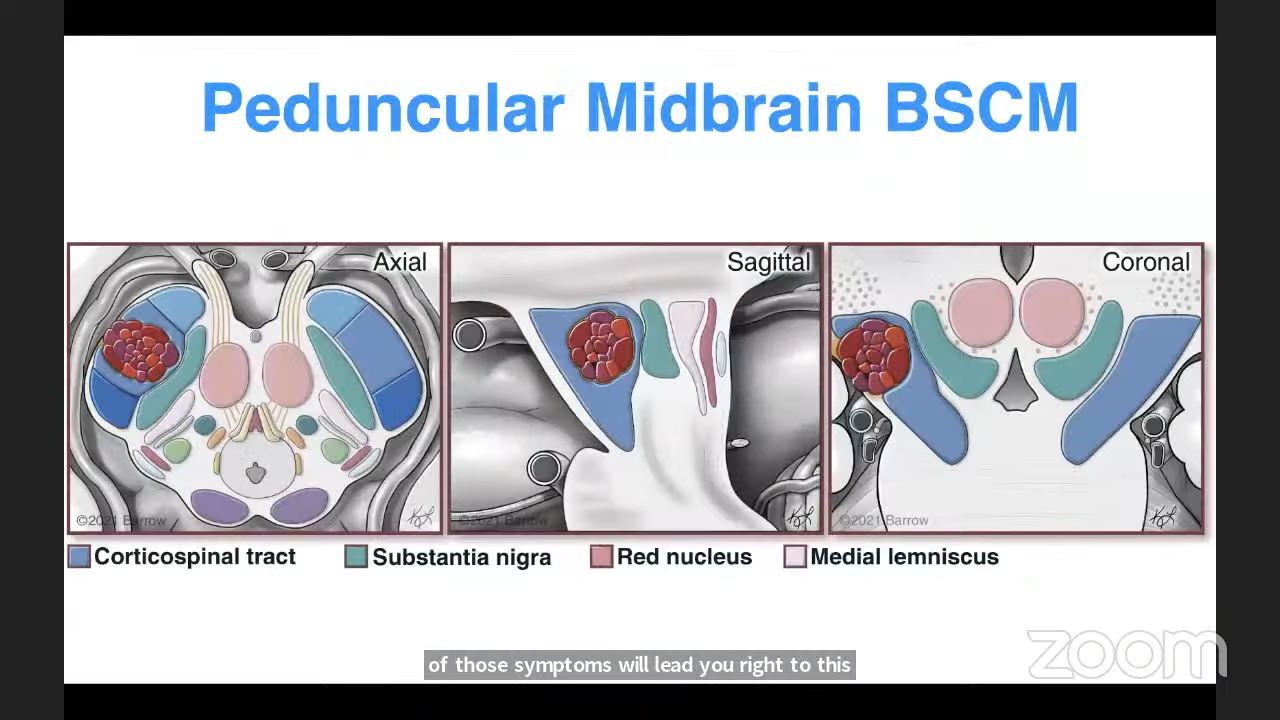 Peduncular Midbrain BSCM
Axial
Sagittal
Coronal
©2021 Barrow
©2021 Barrow
©2021 Barrow
Corticospinal tract
Substantia nigra
Red nucleus
Medial lemniscus
of those symptoms will lead you right to this
zoom